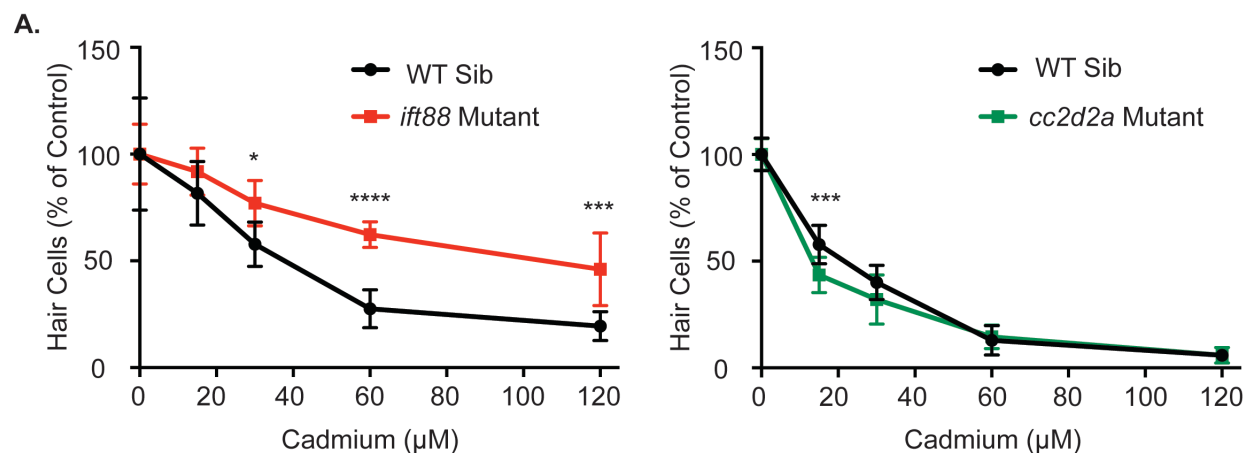 A.
150
100
50
0
Hair Cells (% of Control)
WT Sib
ift88 Mutant
*
****
***
0 20 40 60 80 100 120
Cadmium (µM)
150
100
50
0
Hair Cells (% of Control)
WT Sib
cc2d2a Mutant
***
0 20 40 60 80 100 120
Cadmium (µM)